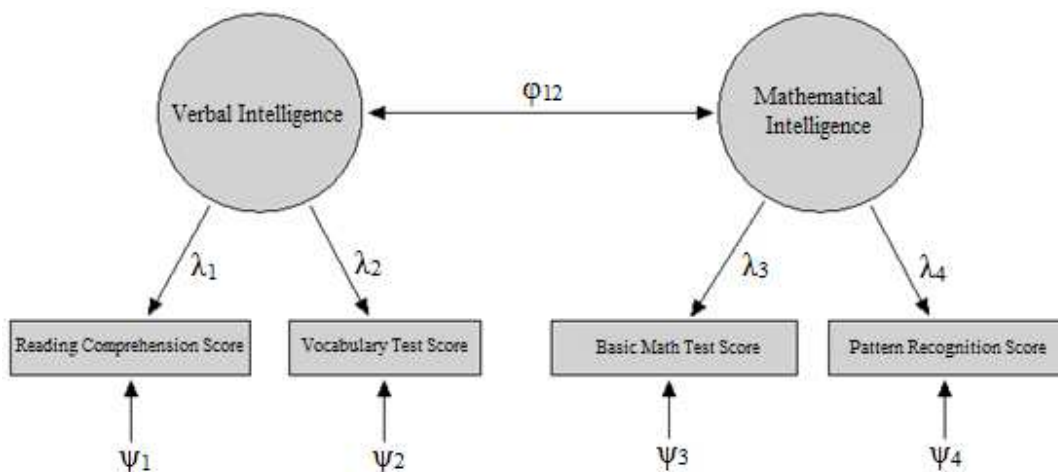 Verbal Intelligence
φ12
Mathematical
Intelligence
λ1
λ2
λ3
λ4
Reading Comprehension Score
Vocabulary Test Score
Basic Math Test Score
Pattern Recognition Score
ψ1
ψ2
ψ3
ψ4